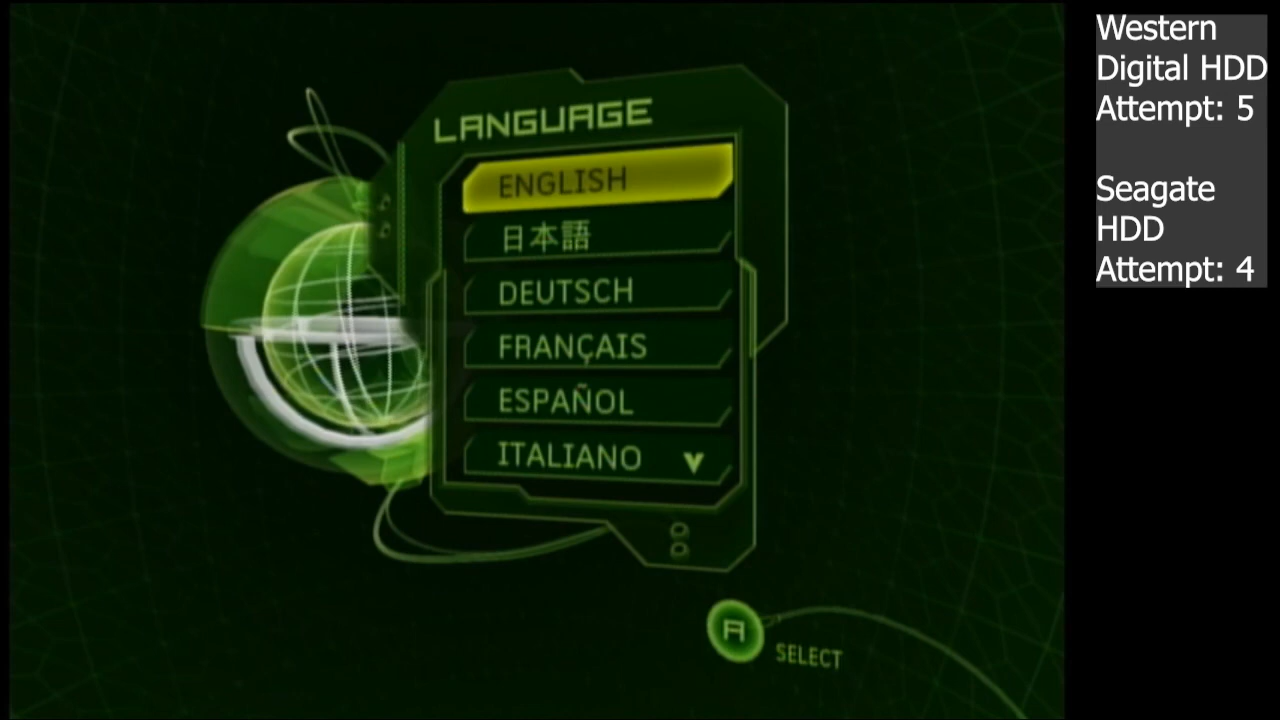 LANGUAGE
ENGLISH
日本語
DEUTSCH
FRANÇAIS
ESPAÑOL
ITALIANO
A SELECT
Western
Digital HDD
Attempt: 5
Seagate
HDD
Attempt: 4